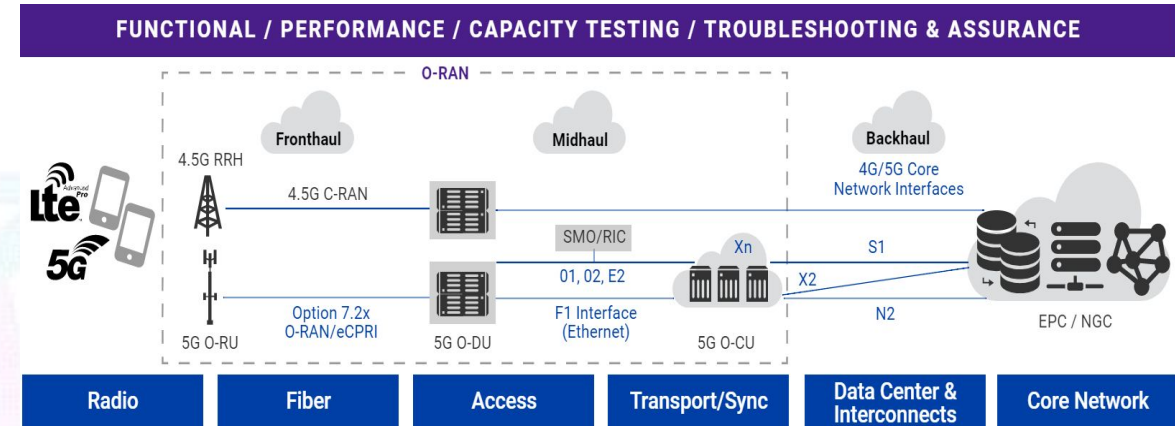 FUNCTIONAL / PERFORMANCE / CAPACITY TESTING / TROUBLESHOOTING & ASSURANCE
O-RAN
Fronthaul
Midhaul
Backhaul
4.5G RRH
4G/5G Core
Network Interfaces
Lte
Advanced
Pro
4.5G C-RAN
SMO/RIC
Xn
S1
5G
01, 02, E2
X2
Option 7.2x
O-RAN/eCPRI
F1 Interface
(Ethernet)
N2
EPC / NGC
5G O-RU
5G O-DU
5G O-CU
Radio
Fiber
Access
Transport/Sync
Data Center &
Interconnects
Core Network